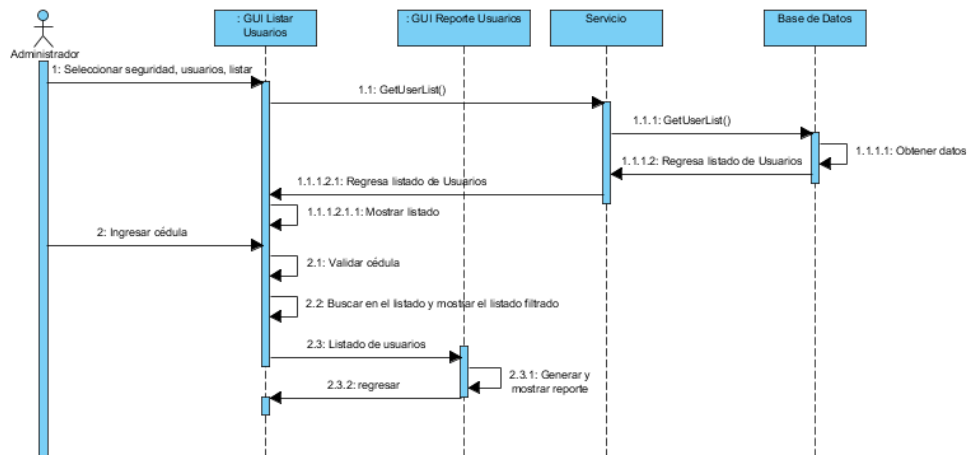 : GUI Listar
Usuarios
: GUI Reporte Usuarios
Servicio
Base de Datos
Administrador
1: Seleccionar seguridad, usuarios, listar
1.1: GetUserList()
1.1.1: GetUserList()
1.1.1.1: Obtener datos
1.1.1.2: Regresa listado de Usuarios
1.1.1.2.1: Regresa listado de Usuarios
1.1.1.2.1.1: Mostrar listado
2: Ingresar cédula
2.1: Validar cédula
2.2: Buscar en el listado y mostrar el listado filtrado
2.3: Listado de usuarios
2.3.1: Generar y
mostrar reporte
2.3.2: regresar